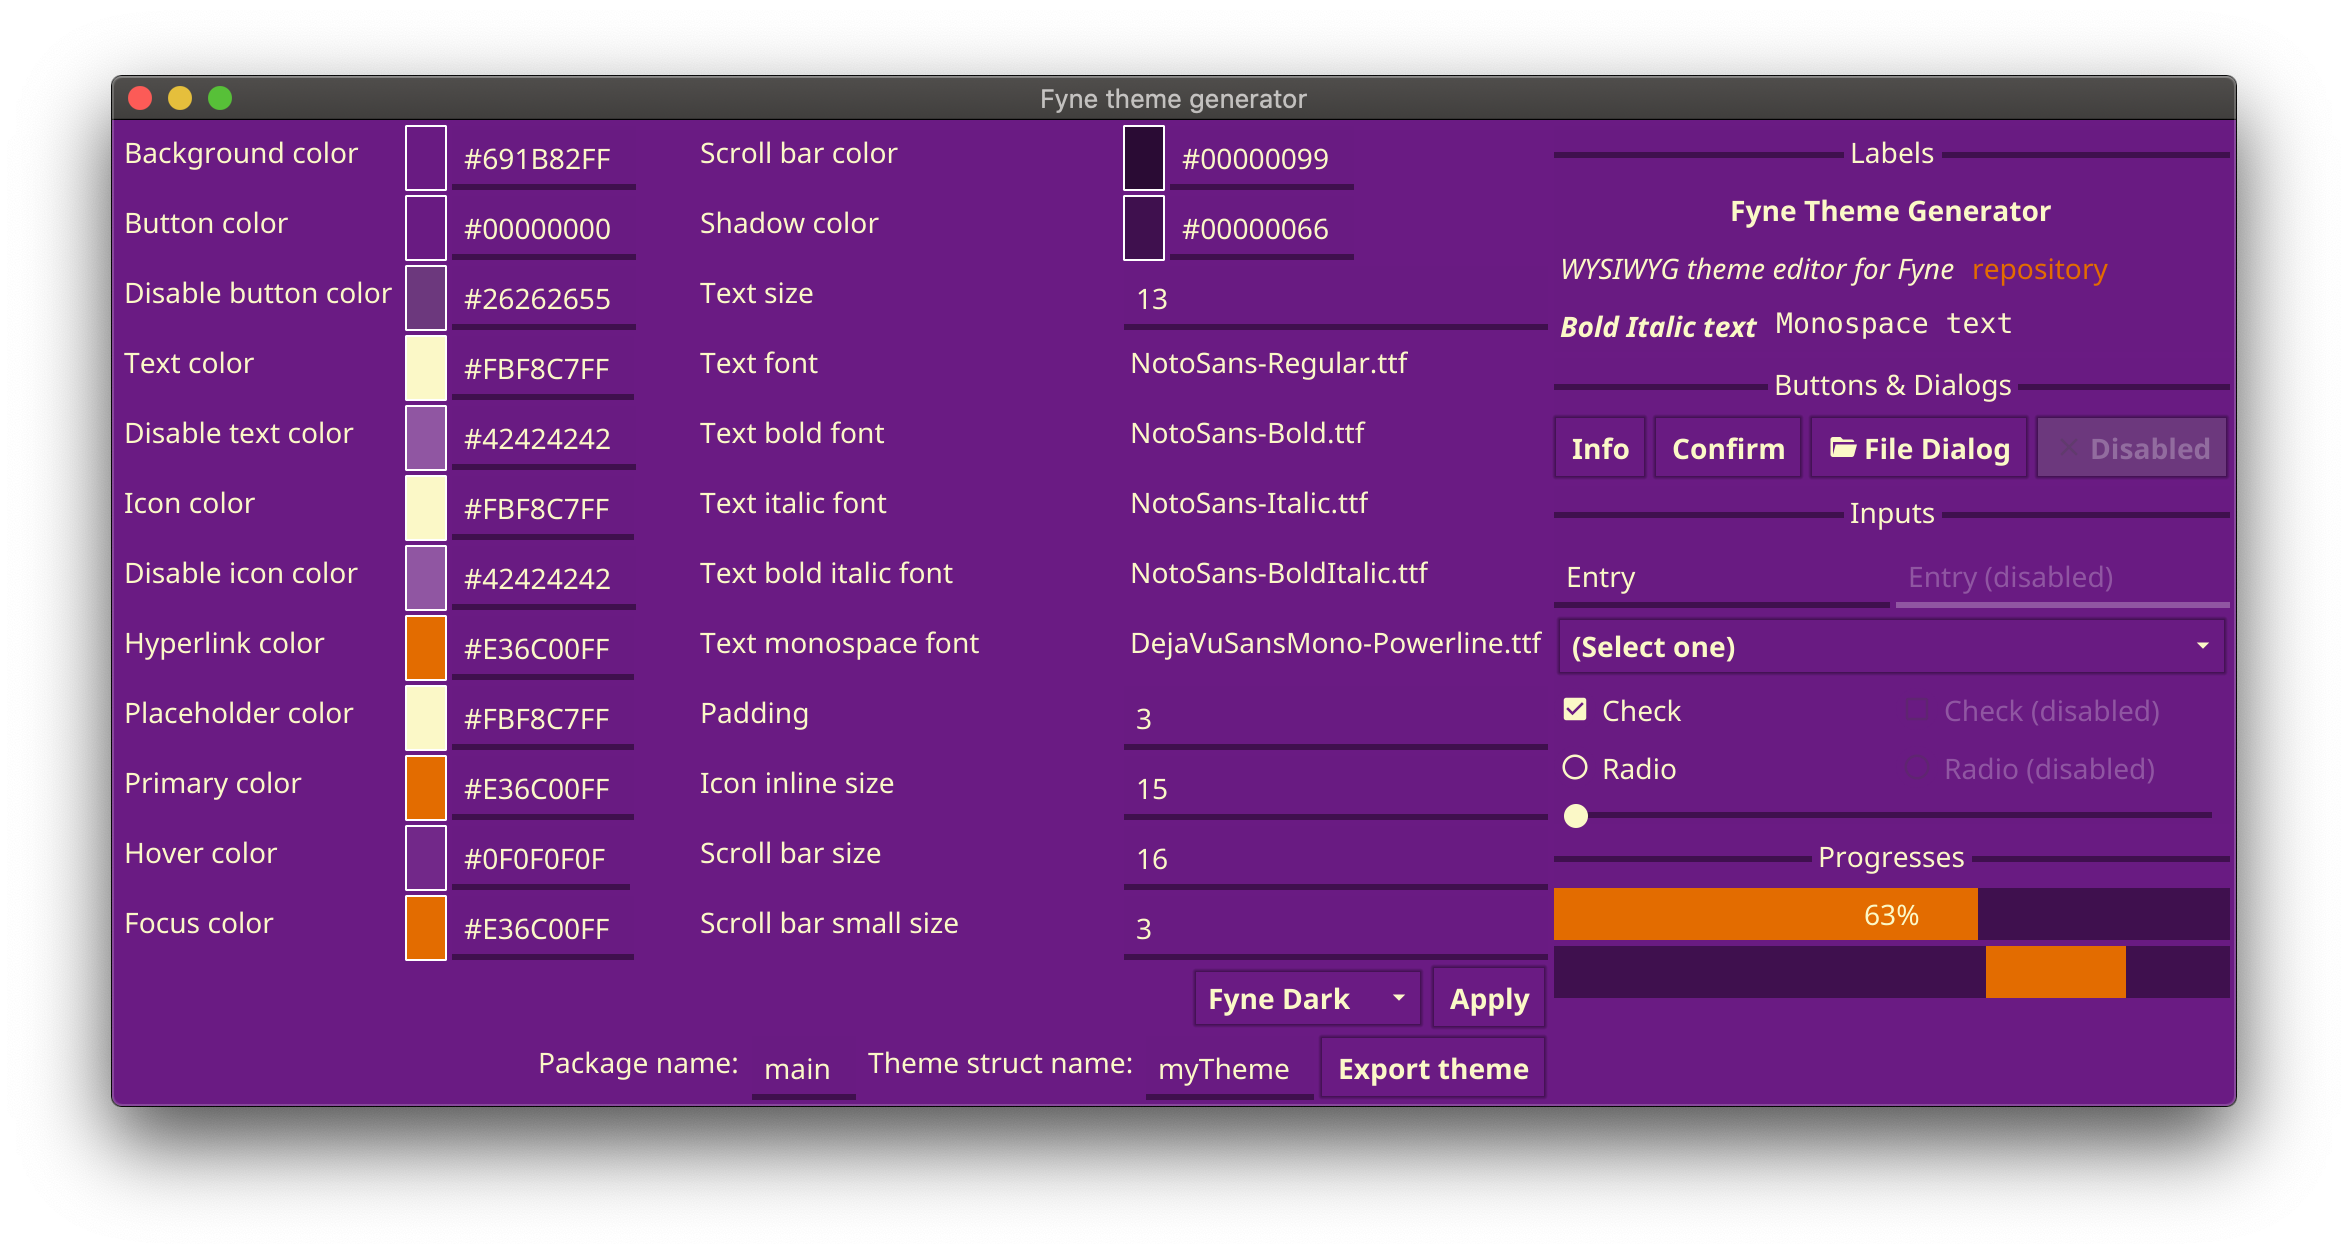 Fyne theme generator
Background color #691B82FF
Button color #00000000
Disable button color #26262655
Text color #FBF8C7FF
Disable text color #42424242
Icon color #FBF8C7FF
Disable icon color #42424242
Hyperlink color #E36C00FF
Placeholder color #FBF8C7FF
Primary color #E36C00FF
Hover color #0F0F0F0F
Focus color #E36C00FF
Scroll bar color #00000099
Shadow color #00000066
Text size 13
Text font NotoSans-Regular.ttf
Text bold font NotoSans-Bold.ttf
Text italic font NotoSans-Italic.ttf
Text bold italic font NotoSans-BoldItalic.ttf
Text monospace font DejaVuSansMono-Powerline.ttf
Padding 3
Icon inline size 15
Scroll bar size 16
Scroll bar small size 3
Fyne Dark Apply
Package name: main Theme struct name: myTheme Export theme
Labels
Fyne Theme Generator
WYSIWYG theme editor for Fyne repository
Bold Italic text Monospace text
Buttons & Dialogs
Info Confirm File Dialog Disabled
Inputs
Entry Entry (disabled)
(Select one)
Check Check (disabled)
Radio Radio (disabled)
Progresses
63%